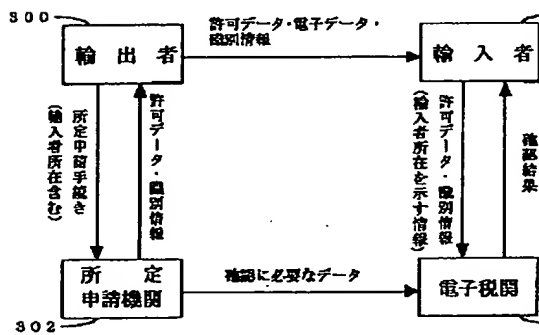 300
輸出者
許可データ・電子データ・
識別情報
輸入者
所定申請手続き
(輸入者所在含む)
許可データ・識別情報
許可データ・識別情報
(輸入者所在を示す情報)
確認結果
所定
申請機関
確認に必要なデータ
電子税関
302